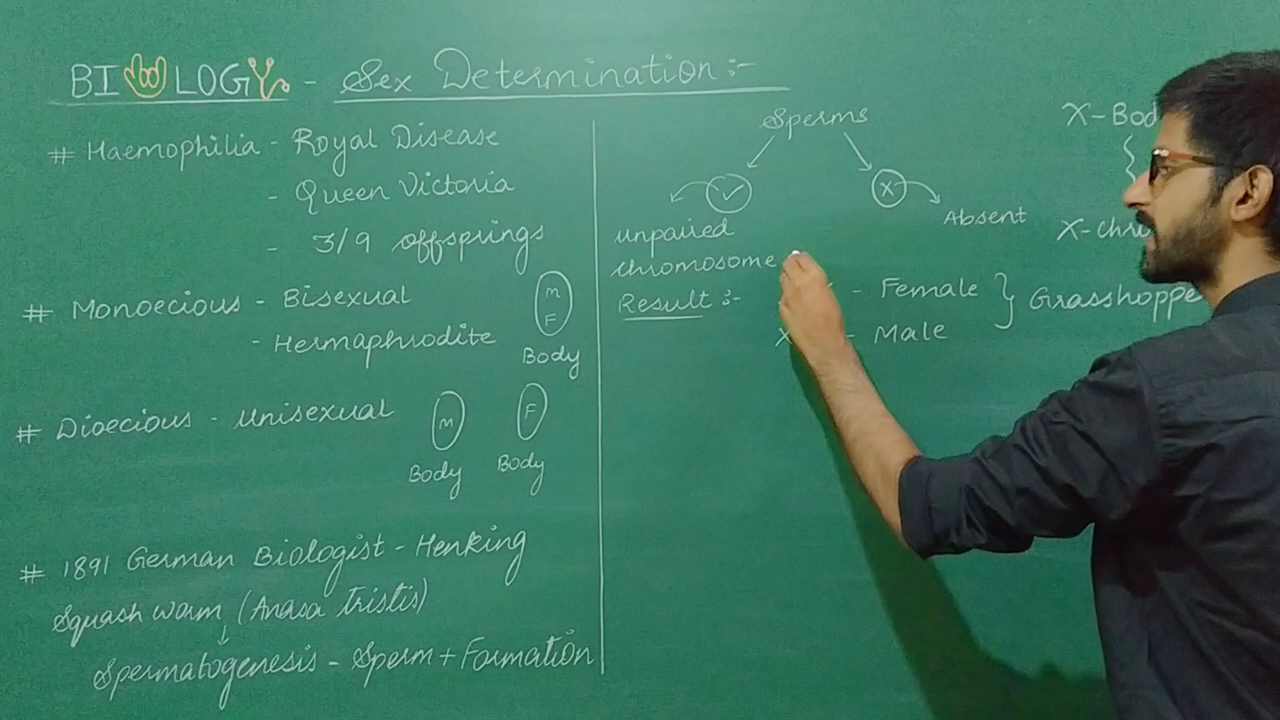 BIOLOGY - Sex Determination :-
# Haemophilia - Royal Disease
- Queen Victoria
- 3/9 offsprings
# Monoecious - Bisexual
- Hermaphrodite
M
F
Body
# Dioecious - Unisexual
M F
Body Body
# 1891 German Biologist - Henking
Squash warm (Anasa tristis)
Spermatogenesis - Sperm + Formation
Sperms
X
Absent
unpaired
chromosome
Result :-
- Female
X - Male
} Grasshoppe
X-Bod
X-chr